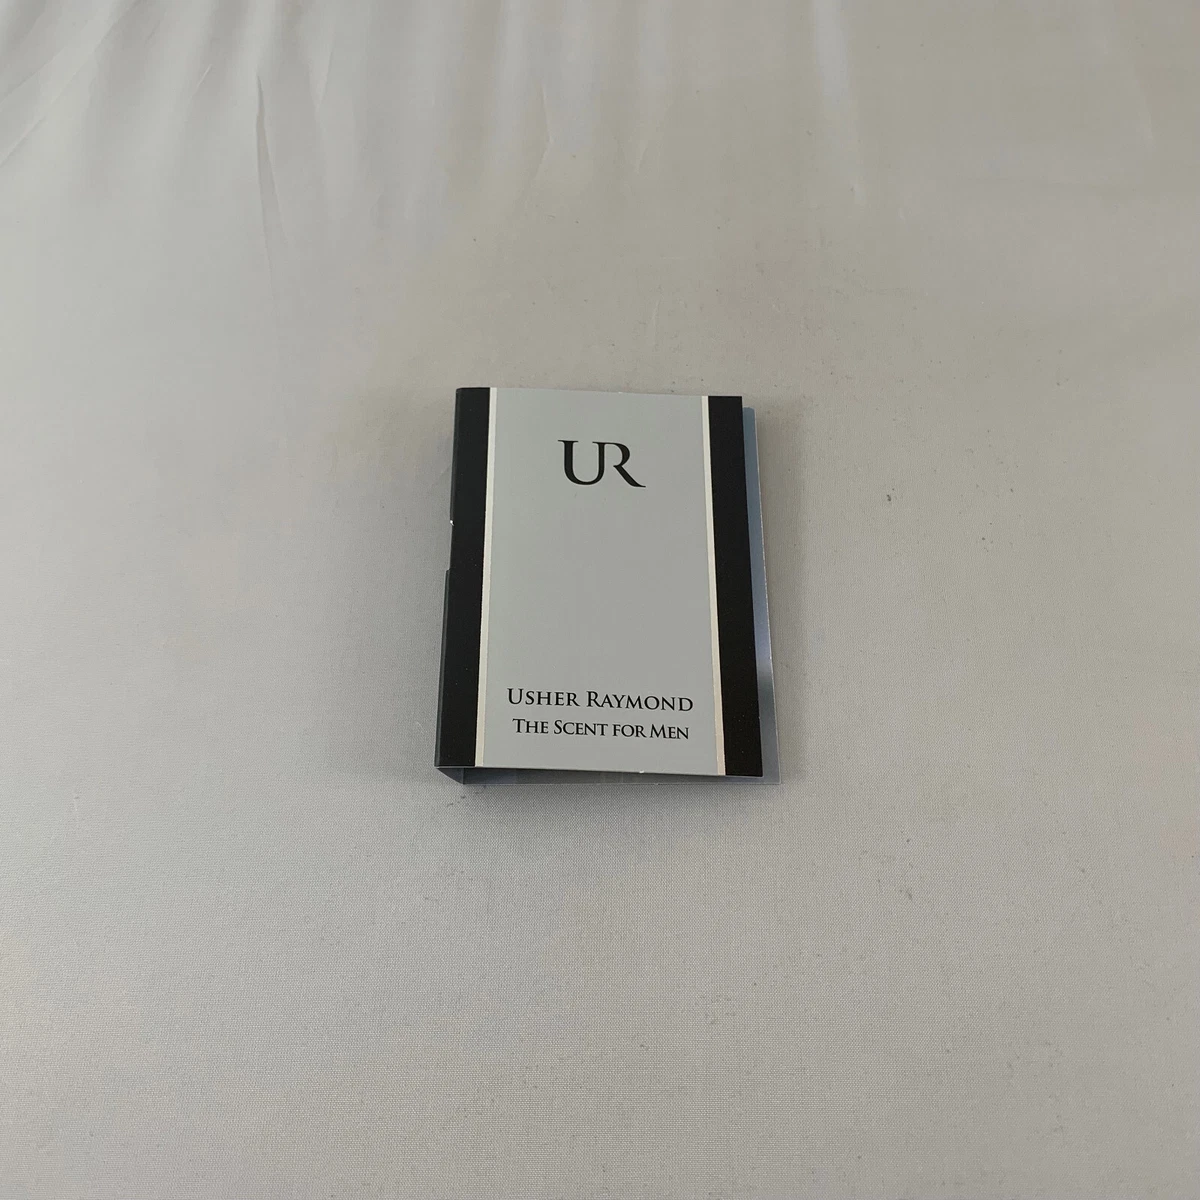 UR
USHER RAYMOND
THE SCENT FOR MEN